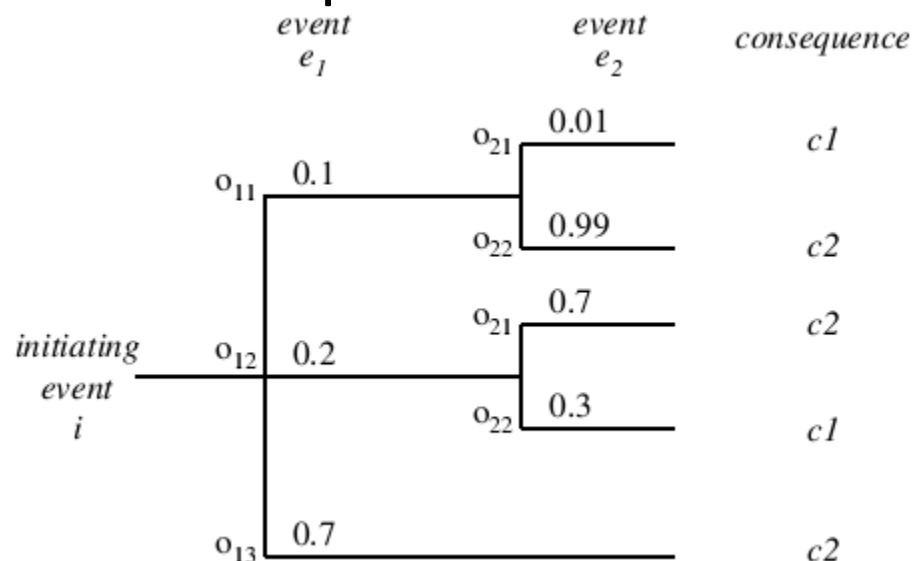 event
e1
event
e2
consequence
o21 0.01 c1
o11 0.1
o22 0.99 c2
o21 0.7 c2
initiating
event
i
o12 0.2
o22 0.3 c1
o13 0.7 c2